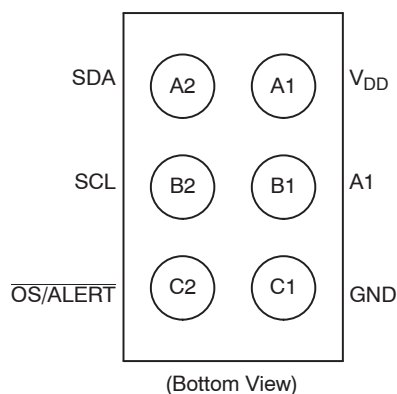 SDA A2 A1 VDD
SCL B2 B1 A1
OS/ALERT C2 C1 GND
(Bottom View)